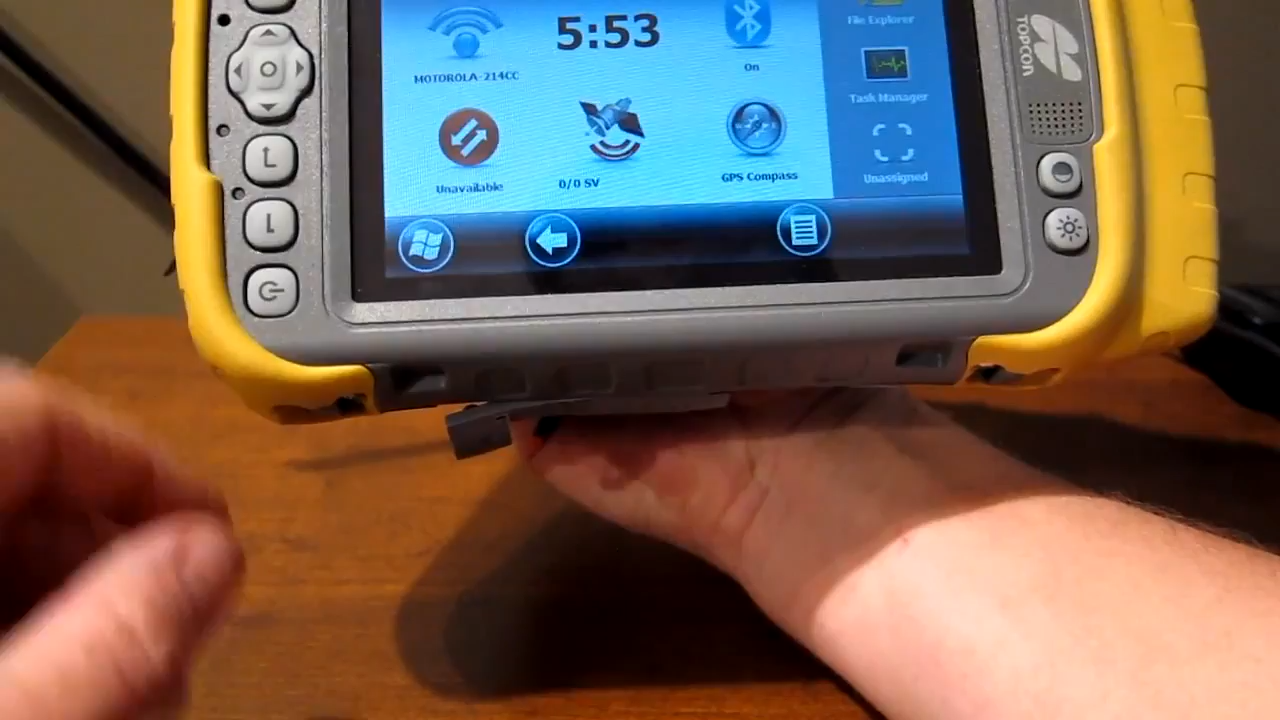 File Explorer
5:53
MOTOROLA-214CC
On
Task Manager
Unavailable
0/0 SV
GPS Compass
Unassigned
TOPCON